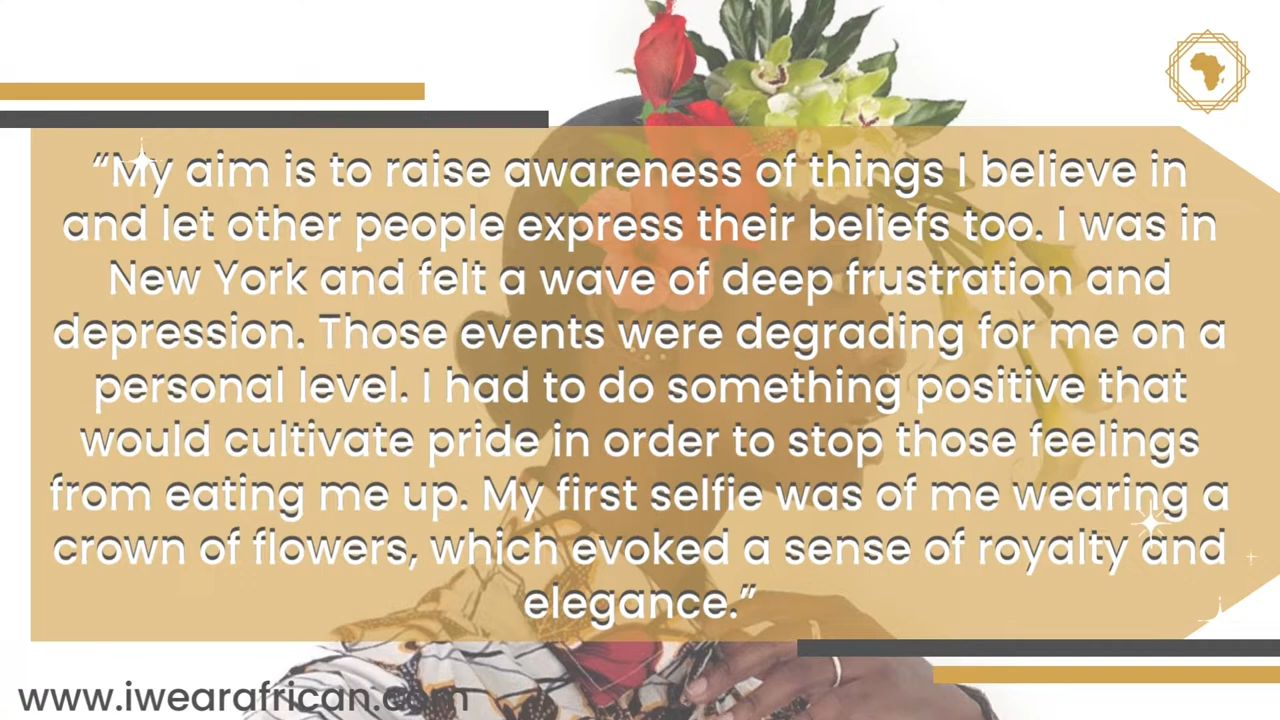 “My aim is to raise awareness of things I believe in
and let other people express their beliefs too. I was in
New York and felt a wave of deep frustration and
depression. Those events were degrading for me on a
personal level. I had to do something positive that
would cultivate pride in order to stop those feelings
from eating me up. My first selfie was of me wearing a
crown of flowers, which evoked a sense of royalty and
elegance.”
www.iwearafrican.com